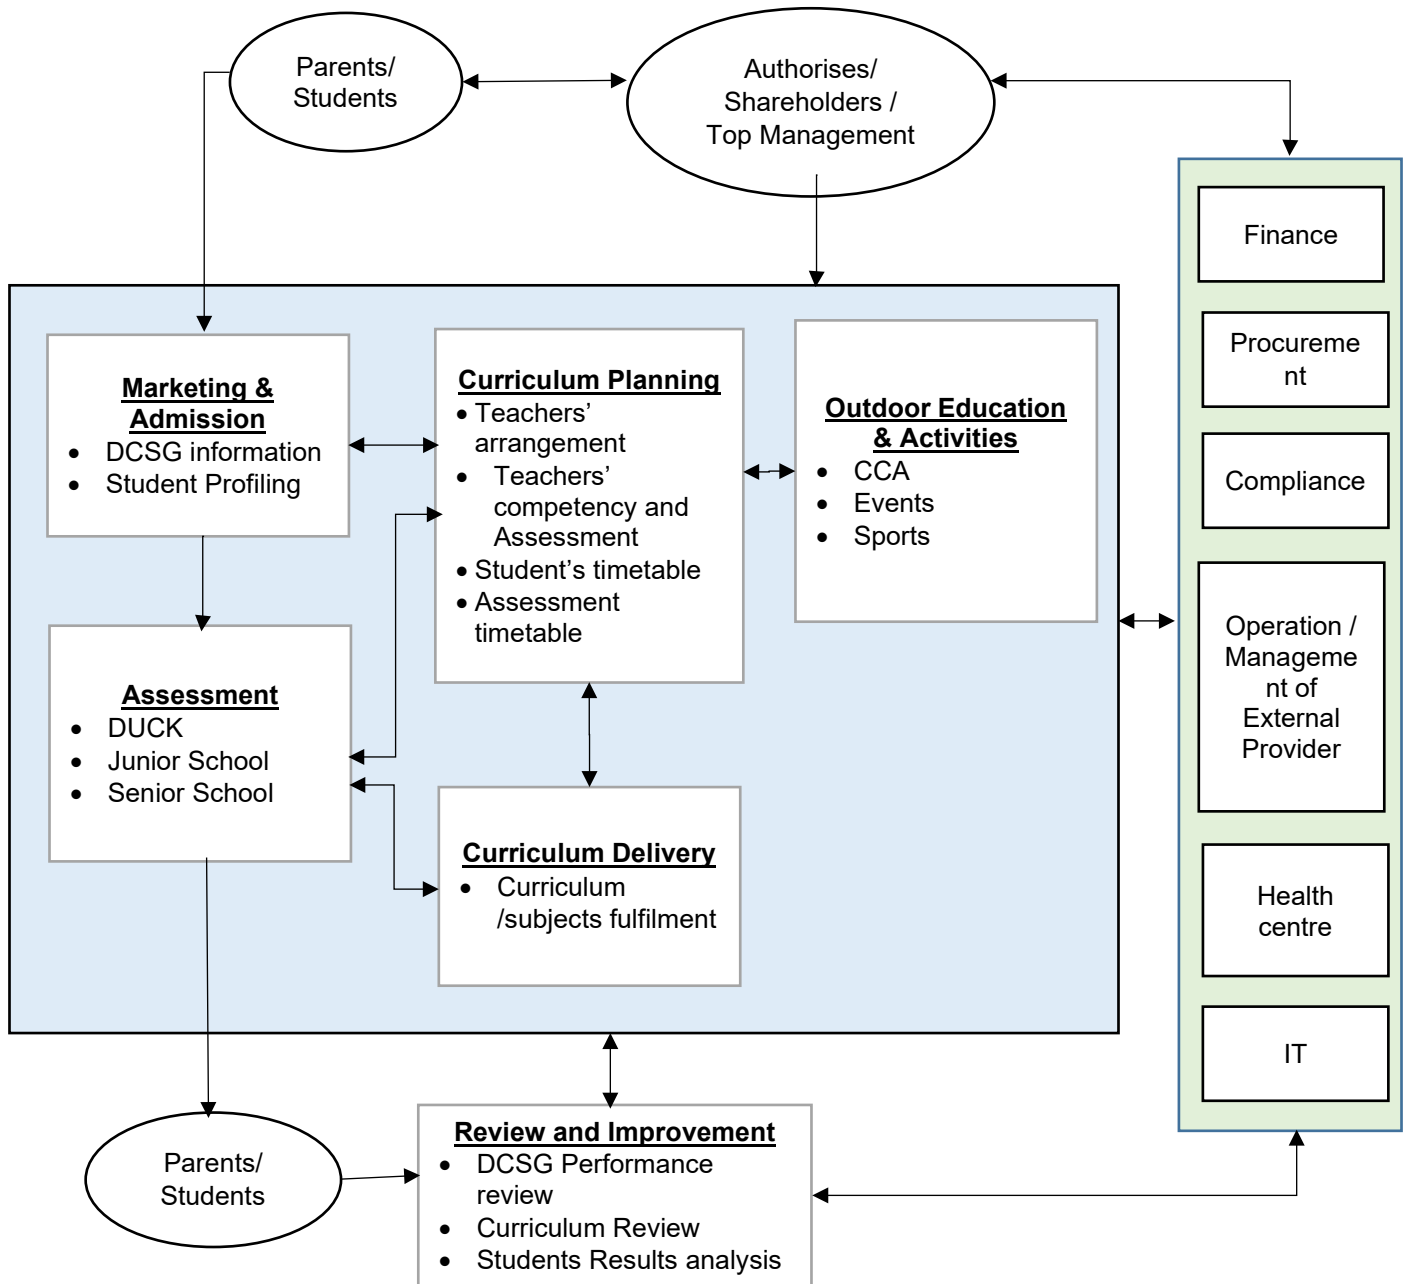 Parents/
Students
Authorises/
Shareholders /
Top Management
Finance
Procureme
nt
Compliance
Operation /
Manageme
nt of
External
Provider
Health
centre
IT
Marketing &
Admission
• DCSG information
• Student Profiling
Curriculum Planning
• Teachers'
arrangement
• Teachers'
competency and
Assessment
• Student's timetable
• Assessment
timetable
Outdoor Education
& Activities
• CCA
• Events
• Sports
Assessment
• DUCK
• Junior School
• Senior School
Curriculum Delivery
• Curriculum
/subjects fulfilment
Parents/
Students
Review and Improvement
• DCSG Performance
review
• Curriculum Review
• Students Results analysis